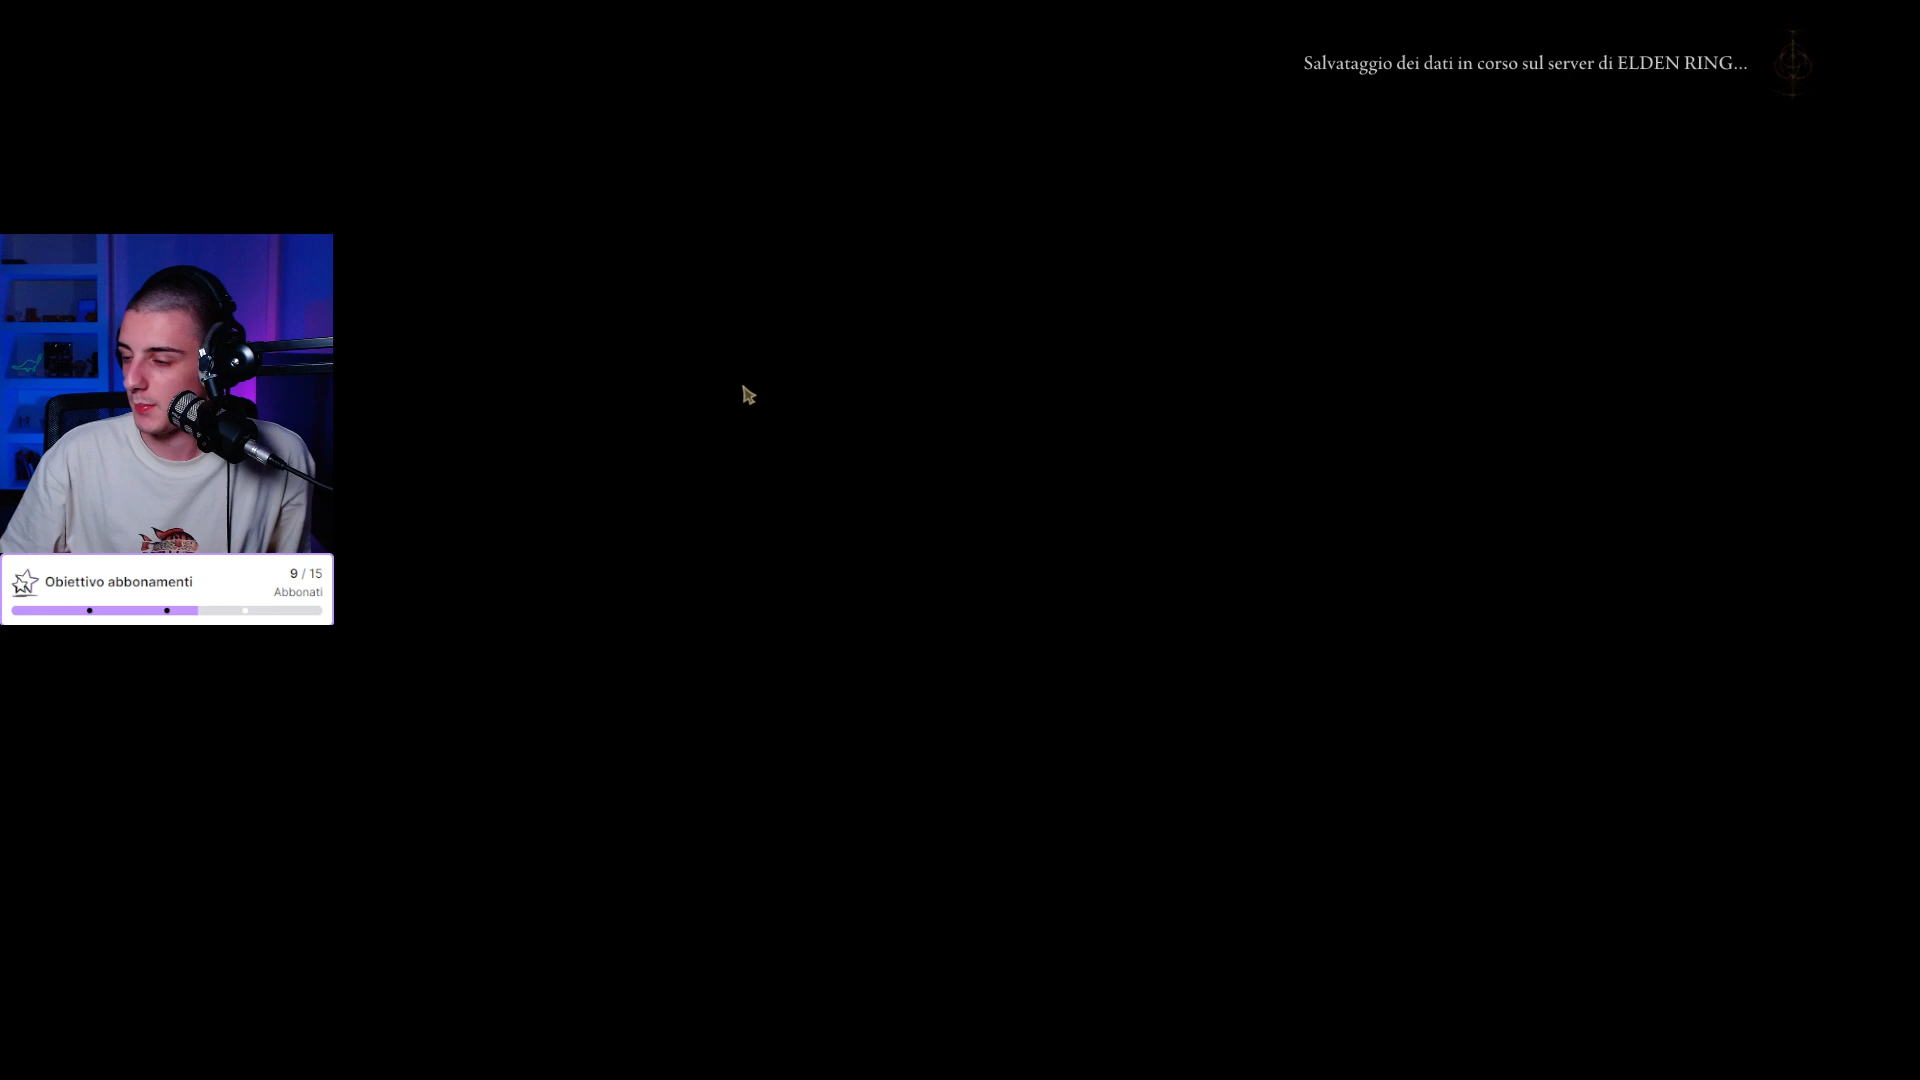 Salvataggio dei dati in corso sul server di ELDEN RING...
Obiettivo abbonamenti
9 / 15
Abbonati